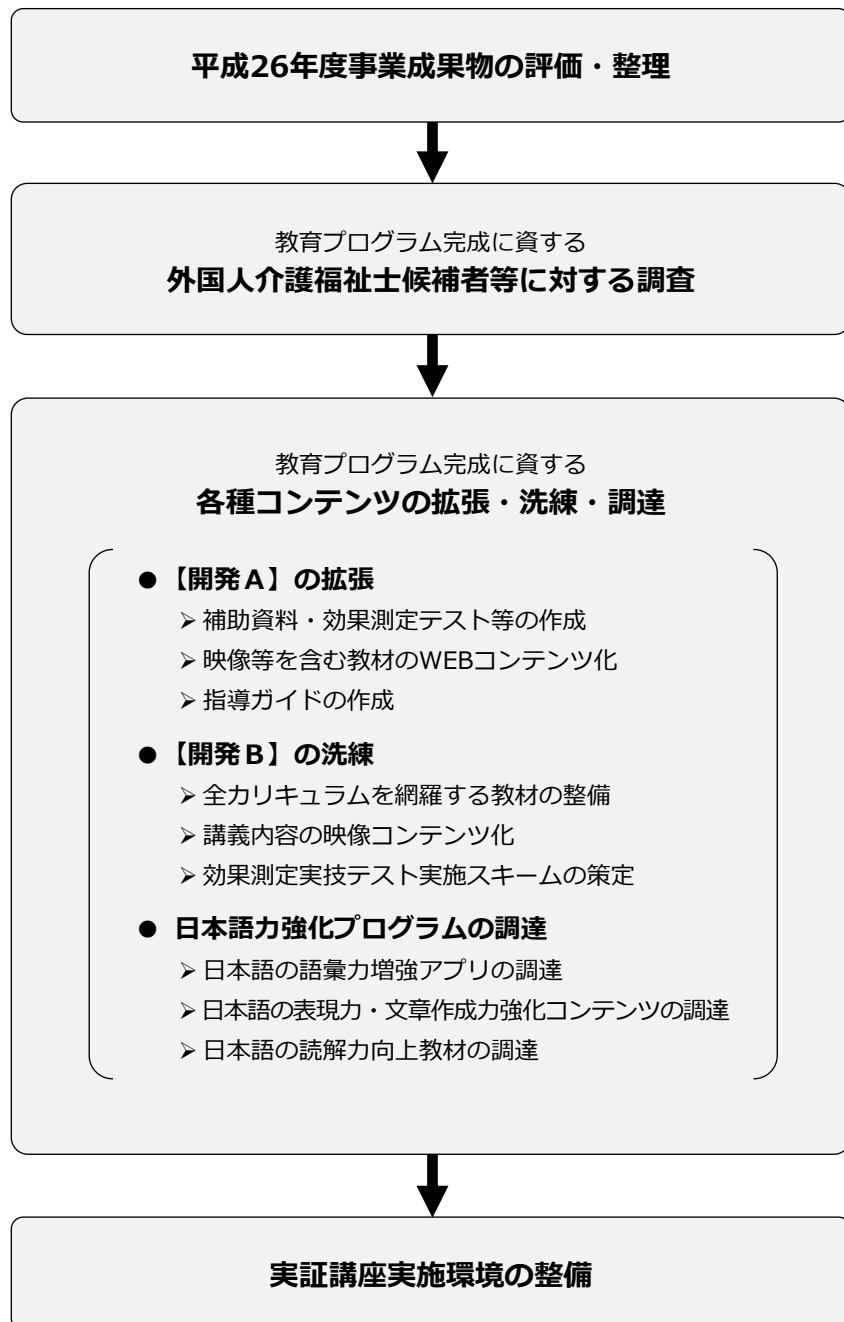 平成26年度事業成果物の評価・整理
教育プログラム完成に資する
外国人介護福祉士候補者等に対する調査
教育プログラム完成に資する
各種コンテンツの拡張・洗練・調達
● 【開発A】の拡張
➢ 補助資料・効果測定テスト等の作成
➢ 映像等を含む教材のWEBコンテンツ化
➢ 指導ガイドの作成
● 【開発B】の洗練
➢ 全カリキュラムを網羅する教材の整備
➢ 講義内容の映像コンテンツ化
➢ 効果測定実技テスト実施スキームの策定
● 日本語力強化プログラムの調達
➢ 日本語の語彙力増強アプリの調達
➢ 日本語の表現力・文章作成力強化コンテンツの調達
➢ 日本語の読解力向上教材の調達
実証講座実施環境の整備